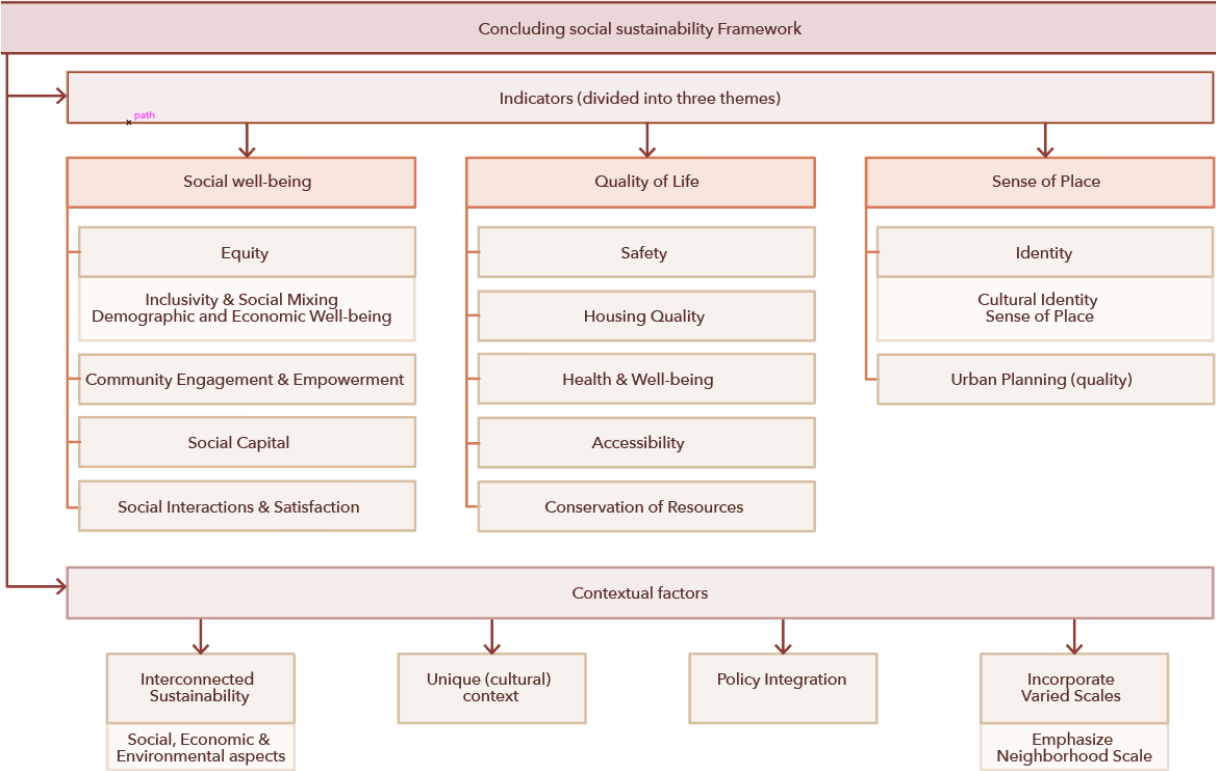 Concluding social sustainability Framework
Indicators (divided into three themes)
path
Social well-being
Equity
Inclusivity & Social Mixing
Demographic and Economic Well-being
Community Engagement & Empowerment
Social Capital
Social Interactions & Satisfaction
Quality of Life
Safety
Housing Quality
Health & Well-being
Accessibility
Conservation of Resources
Sense of Place
Identity
Cultural Identity
Sense of Place
Urban Planning (quality)
Contextual factors
Interconnected
Sustainability
Social, Economic &
Environmental aspects
Unique (cultural)
context
Policy Integration
Incorporate
Varied Scales
Emphasize
Neighborhood Scale